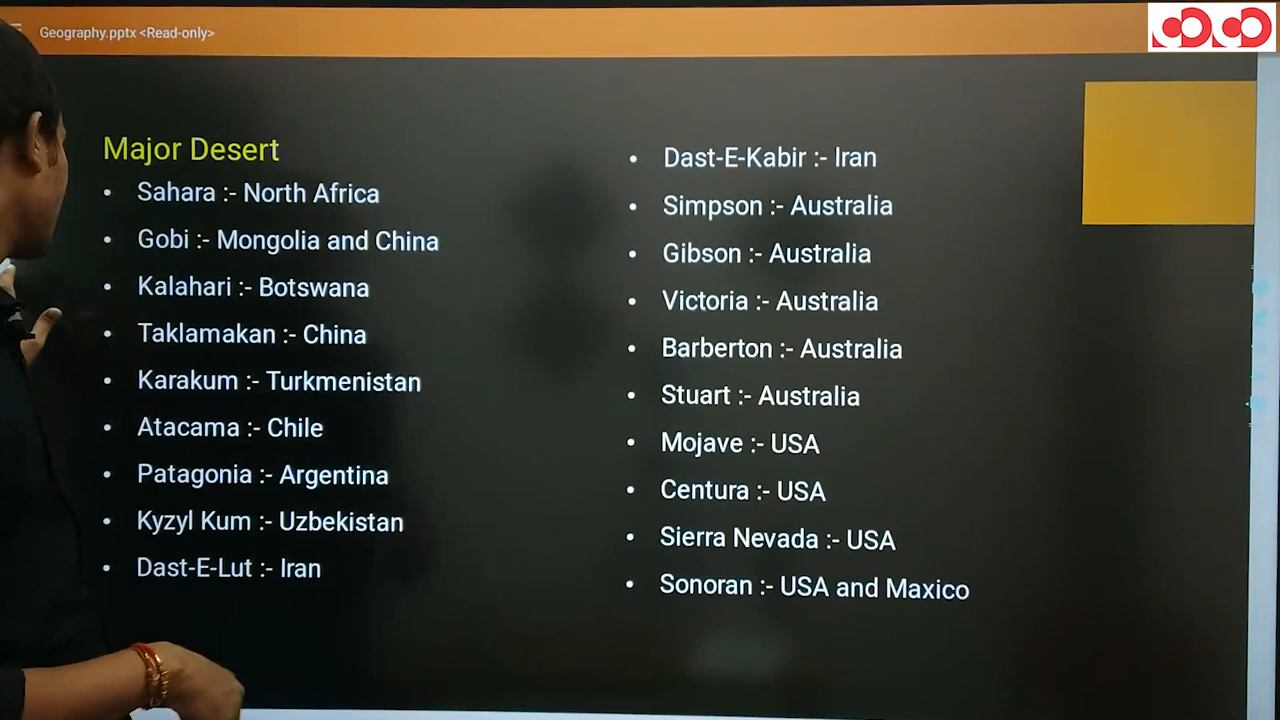 Geography.pptx <Read-only>
Major Desert
• Sahara :- North Africa
• Gobi :- Mongolia and China
• Kalahari :- Botswana
• Taklamakan :- China
• Karakum :- Turkmenistan
• Atacama :- Chile
• Patagonia :- Argentina
• Kyzyl Kum :- Uzbekistan
• Dast-E-Lut :- Iran
• Dast-E-Kabir :- Iran
• Simpson :- Australia
• Gibson :- Australia
• Victoria :- Australia
• Barberton :- Australia
• Stuart :- Australia
• Mojave :- USA
• Centura :- USA
• Sierra Nevada :- USA
• Sonoran :- USA and Maxico